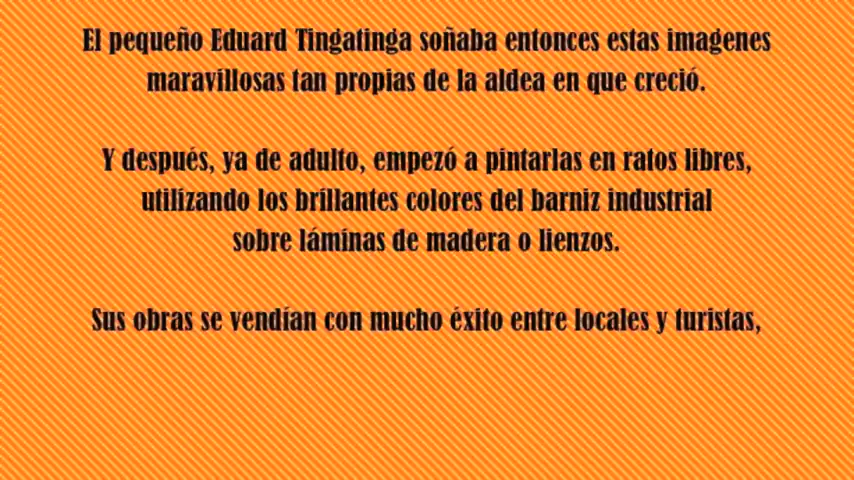 El pequeño Eduard Tingatinga soñaba entonces estas imagenes
maravillosas tan propias de la aldea en que creció.
Y después, ya de adulto, empezó a pintarlas en ratos libres,
utilizando los brillantes colores del barniz industrial
sobre láminas de madera o lienzos.
Sus obras se vendían con mucho éxito entre locales y turistas,